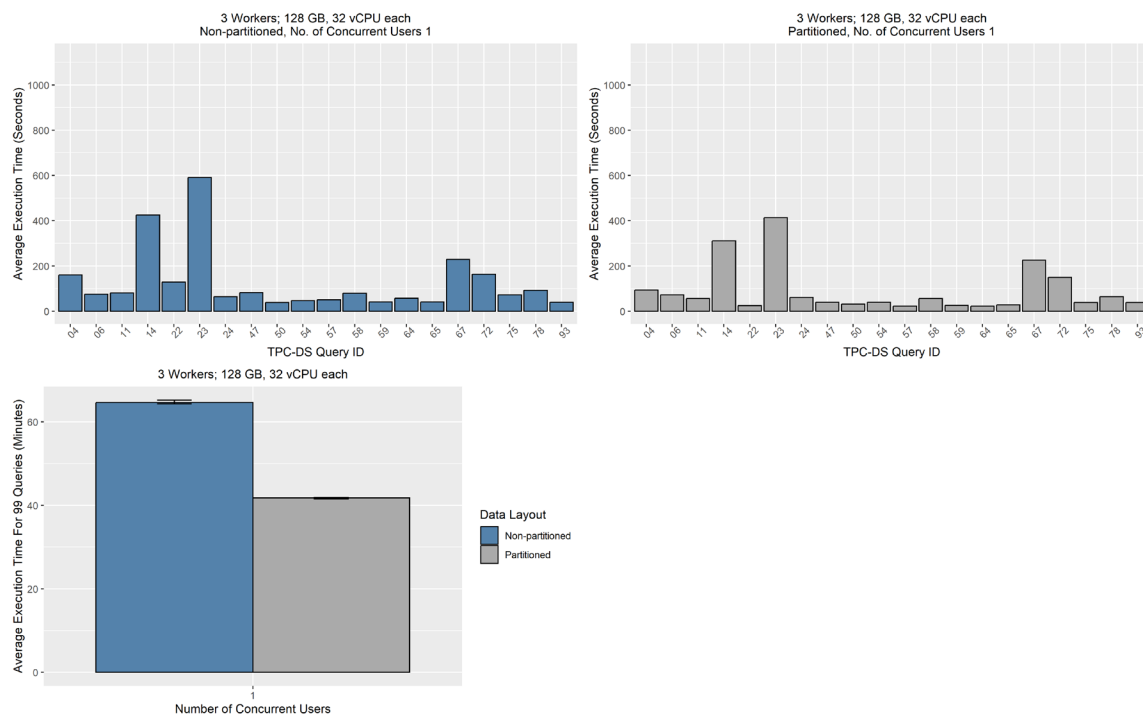 3 Workers; 128 GB, 32 vCPU each
Non-partitioned, No. of Concurrent Users 1
Average Execution Time (Seconds)
1000
800
600
400
200
0
04 06 11 14 22 23 24 47 50 54 57 58 59 64 65 67 72 75 78 93
TPC-DS Query ID
3 Workers; 128 GB, 32 vCPU each
Partitioned, No. of Concurrent Users 1
Average Execution Time (Seconds)
1000
800
600
400
200
0
04 06 11 14 22 23 24 47 50 54 57 58 59 64 65 67 72 75 78 93
TPC-DS Query ID
3 Workers; 128 GB, 32 vCPU each
Average Execution Time For 99 Queries (Minutes)
60
40
20
0
1
Number of Concurrent Users
Data Layout
Non-partitioned
Partitioned